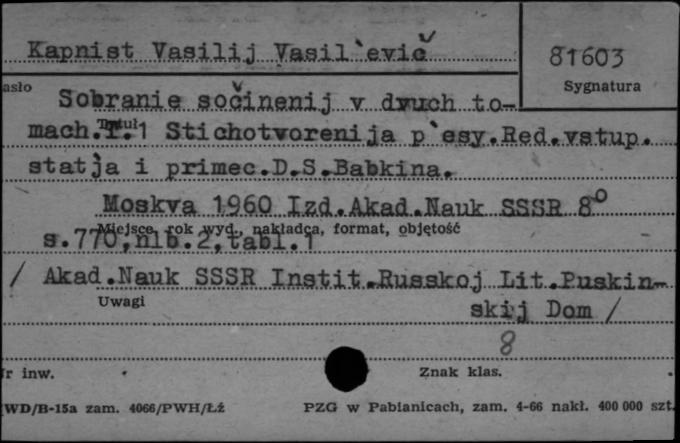 Kapnist Vasilij Vasil'evič
81603
Sygnatura
asło
Sobranie sočinenij v dvuch to-
Tytuł
mach.T.1 Stichotvorenija p'esy.Red.vstup.
statja i primec.D.S.Babkina.
Moskva 1960 Izd.Akad.Nauk SSSR 8°
Miejsce, rok wyd., nakładca, format, objętość
s.770,nlb.2,tabl.1
/ Akad.Nauk SSSR Instit.Russkoj Lit.Puskin-
Uwagi
skij Dom /
8
Nr inw.
Znak klas.
WD/B-15a zam. 4066/PWH/Łź
PZG w Pabianicach, zam. 4-66 nakł. 400 000 szt.